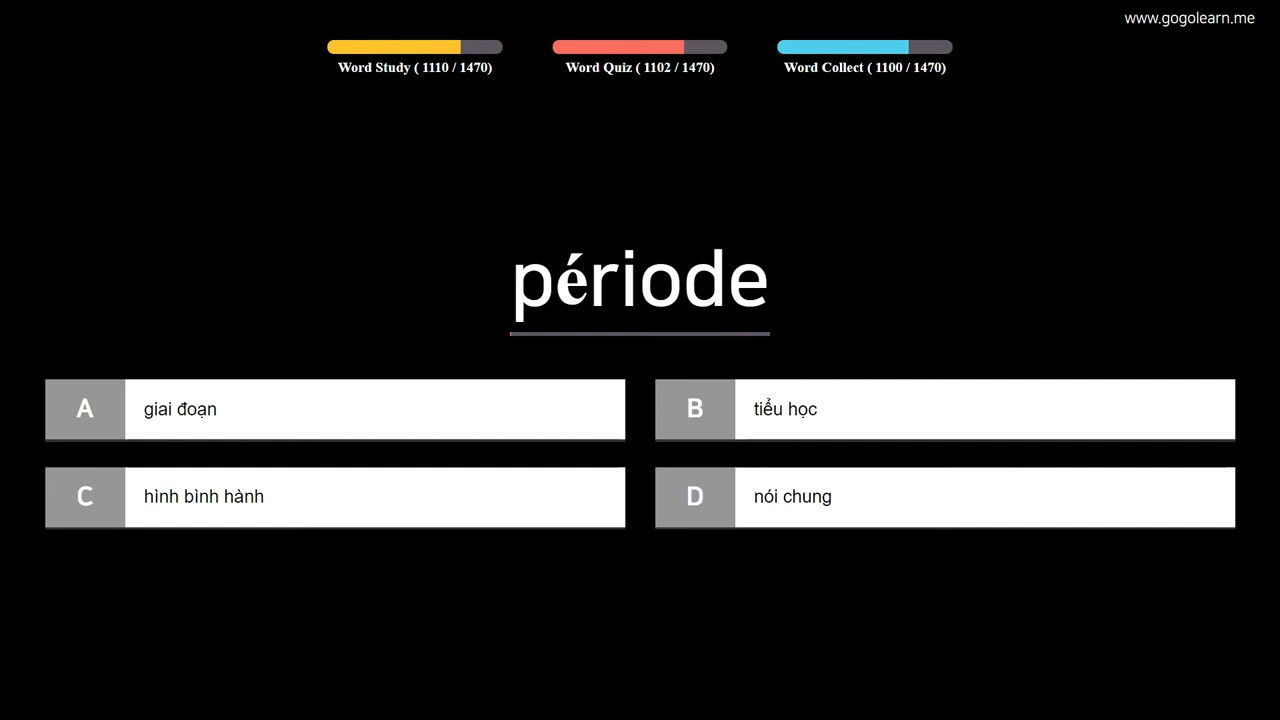 www.gogolearn.me
Word Study ( 1110 / 1470)
Word Quiz ( 1102 / 1470)
Word Collect ( 1100 / 1470)
période
A giai đoạn
B tiểu học
C hình bình hành
D nói chung